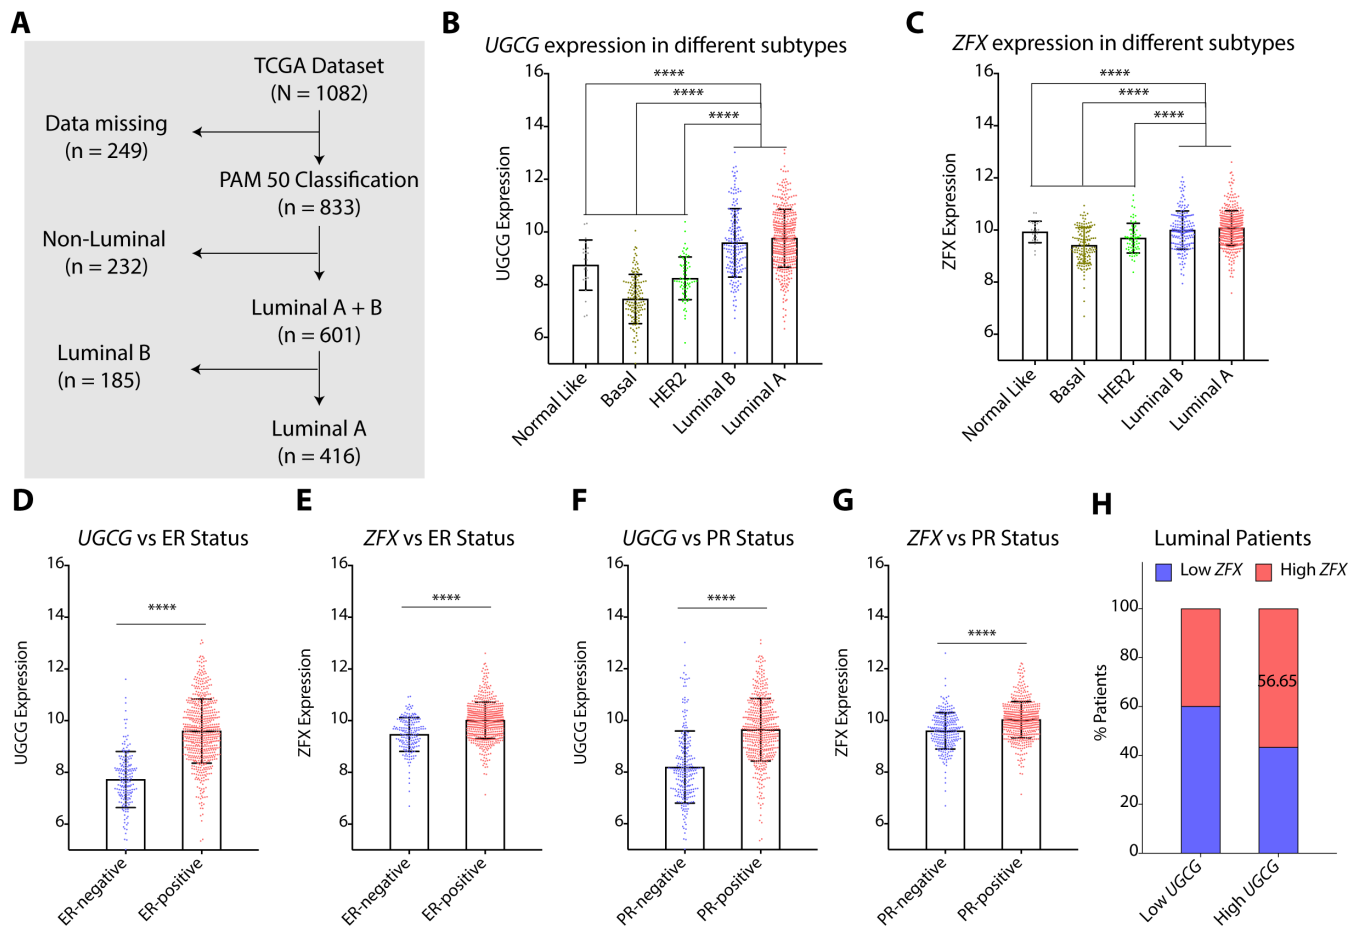 A
TCGA Dataset
(N = 1082)
Data missing
(n = 249)
PAM 50 Classification
(n = 833)
Non-Luminal
(n = 232)
Luminal A + B
(n = 601)
Luminal B
(n = 185)
Luminal A
(n = 416)
B
UGCG expression in different subtypes
UGCG Expression
16
14
12
10
8
6
****
****
****
Normal Like
Basal
HER2
Luminal B
Luminal A
C
ZFX expression in different subtypes
ZFX Expression
16
14
12
10
8
6
****
****
****
Normal Like
Basal
HER2
Luminal B
Luminal A
D
UGCG vs ER Status
UGCG Expression
16
14
12
10
8
6
****
ER-negative
ER-positive
E
ZFX vs ER Status
ZFX Expression
16
14
12
10
8
6
****
ER-negative
ER-positive
F
UGCG vs PR Status
UGCG Expression
16
14
12
10
8
6
****
PR-negative
PR-positive
G
ZFX vs PR Status
ZFX Expression
16
14
12
10
8
6
****
PR-negative
PR-positive
H
Luminal Patients
Low ZFX
High ZFX
% Patients
100
80
60
40
20
0
56.65
Low UGCG
High UGCG